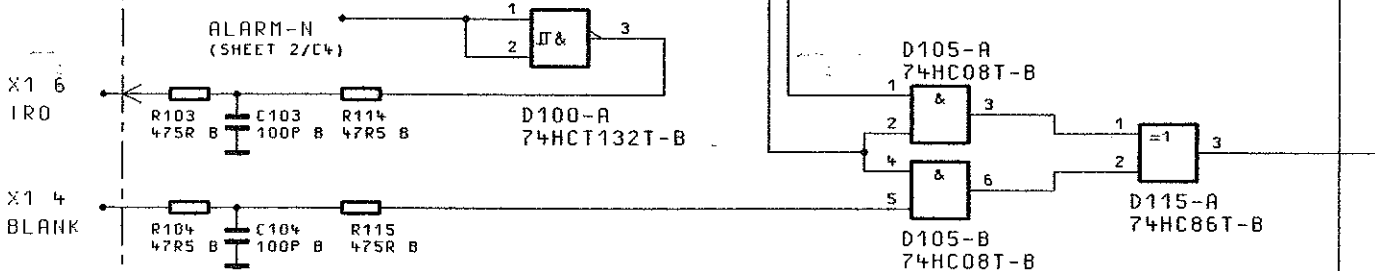 ALARM-N
(SHEET 2/C4)
1
2
⎍&
3
D100-A
74HCT132T-B
X1 6
IRO
R103
475R B
C103
100P B
R114
47R5 B
X1 4
BLANK
R104
47R5 B
C104
100P B
R115
475R B
D105-A
74HC08T-B
1
2
&
3
4
5
&
6
D105-B
74HC08T-B
1
2
=1
3
D115-A
74HC86T-B